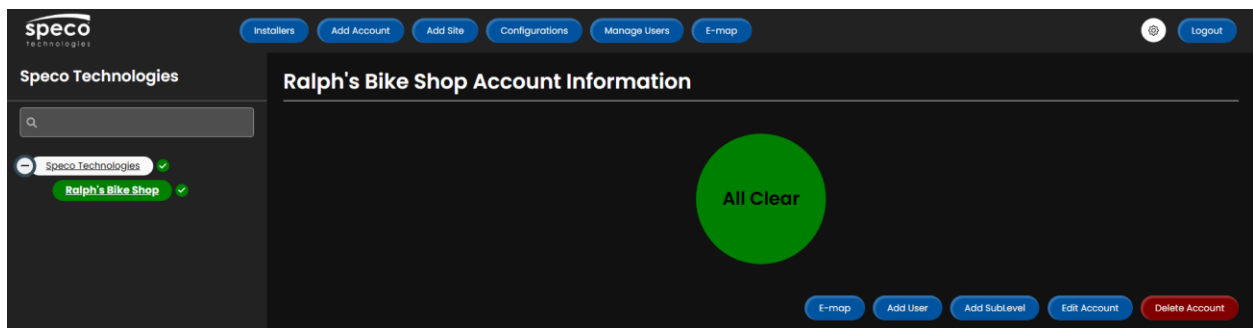 speco
technologies
Installers
Add Account
Add Site
Configurations
Manage Users
E-map
Logout
Speco Technologies
Ralph's Bike Shop Account Information
Speco Technologies
Ralph's Bike Shop
All Clear
E-map
Add User
Add SubLevel
Edit Account
Delete Account